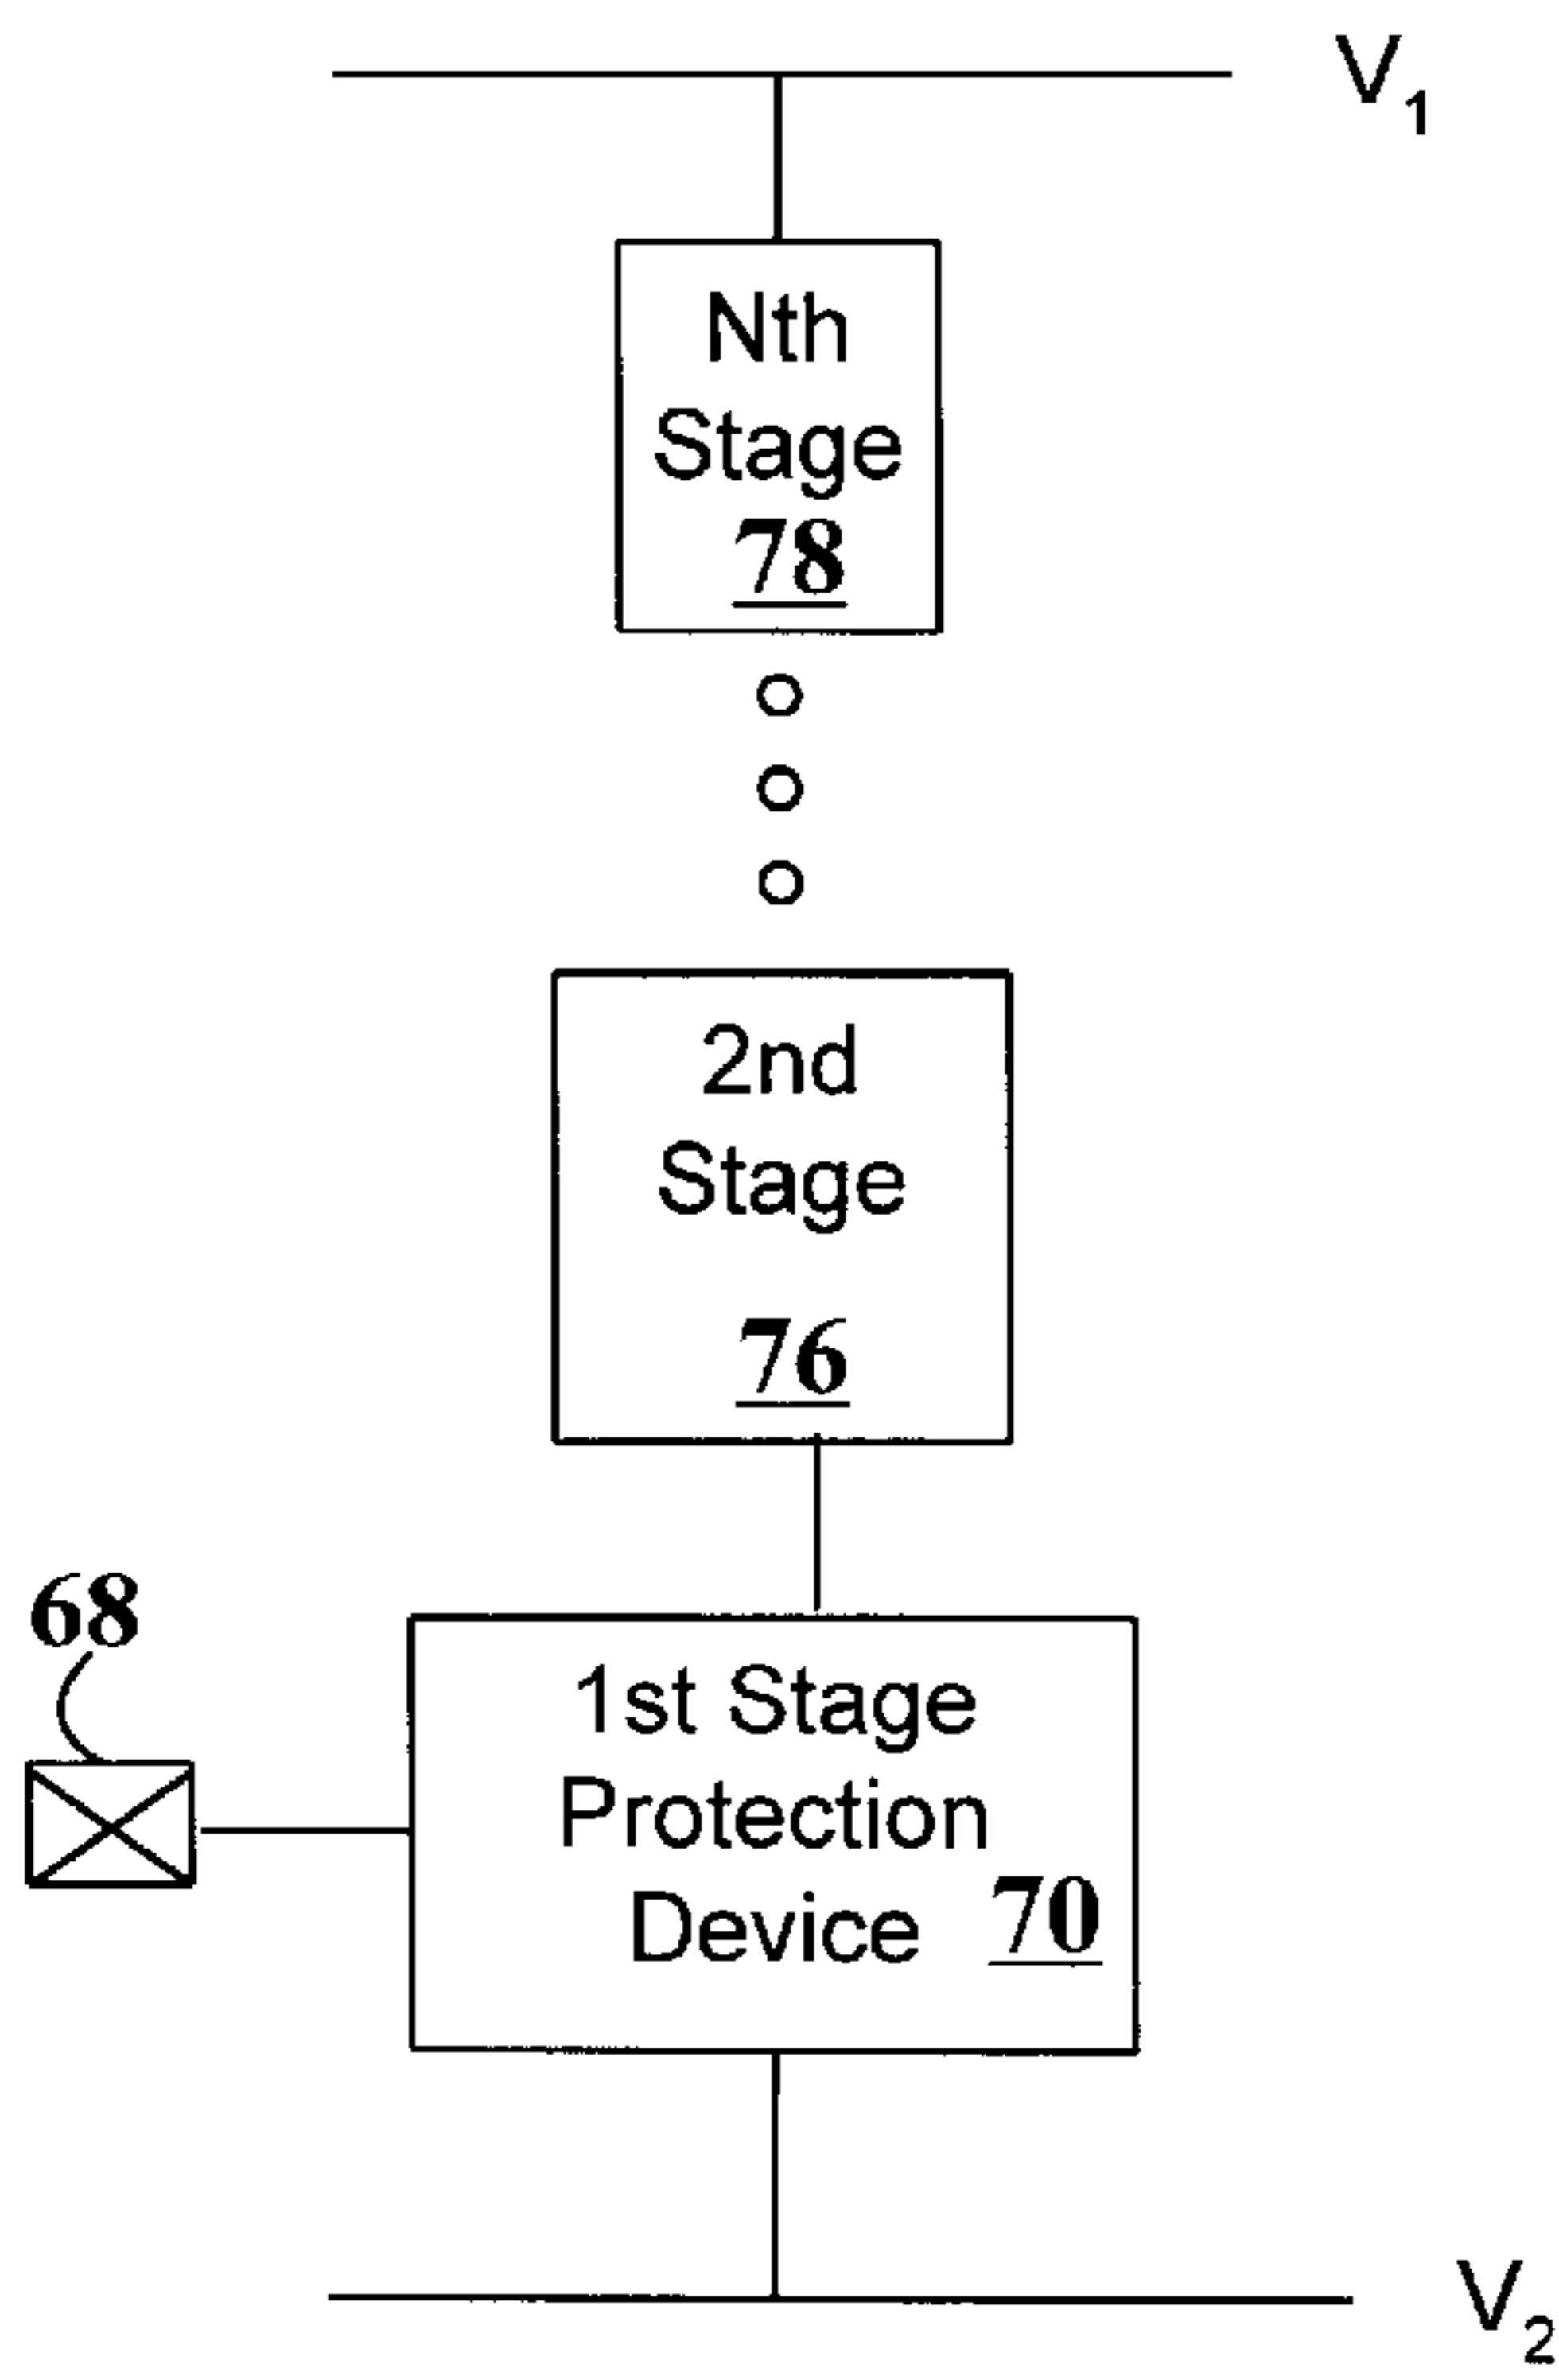 V1
Nth
Stage
78
2nd
Stage
76
68
1st Stage
Protection
Device 70
V2